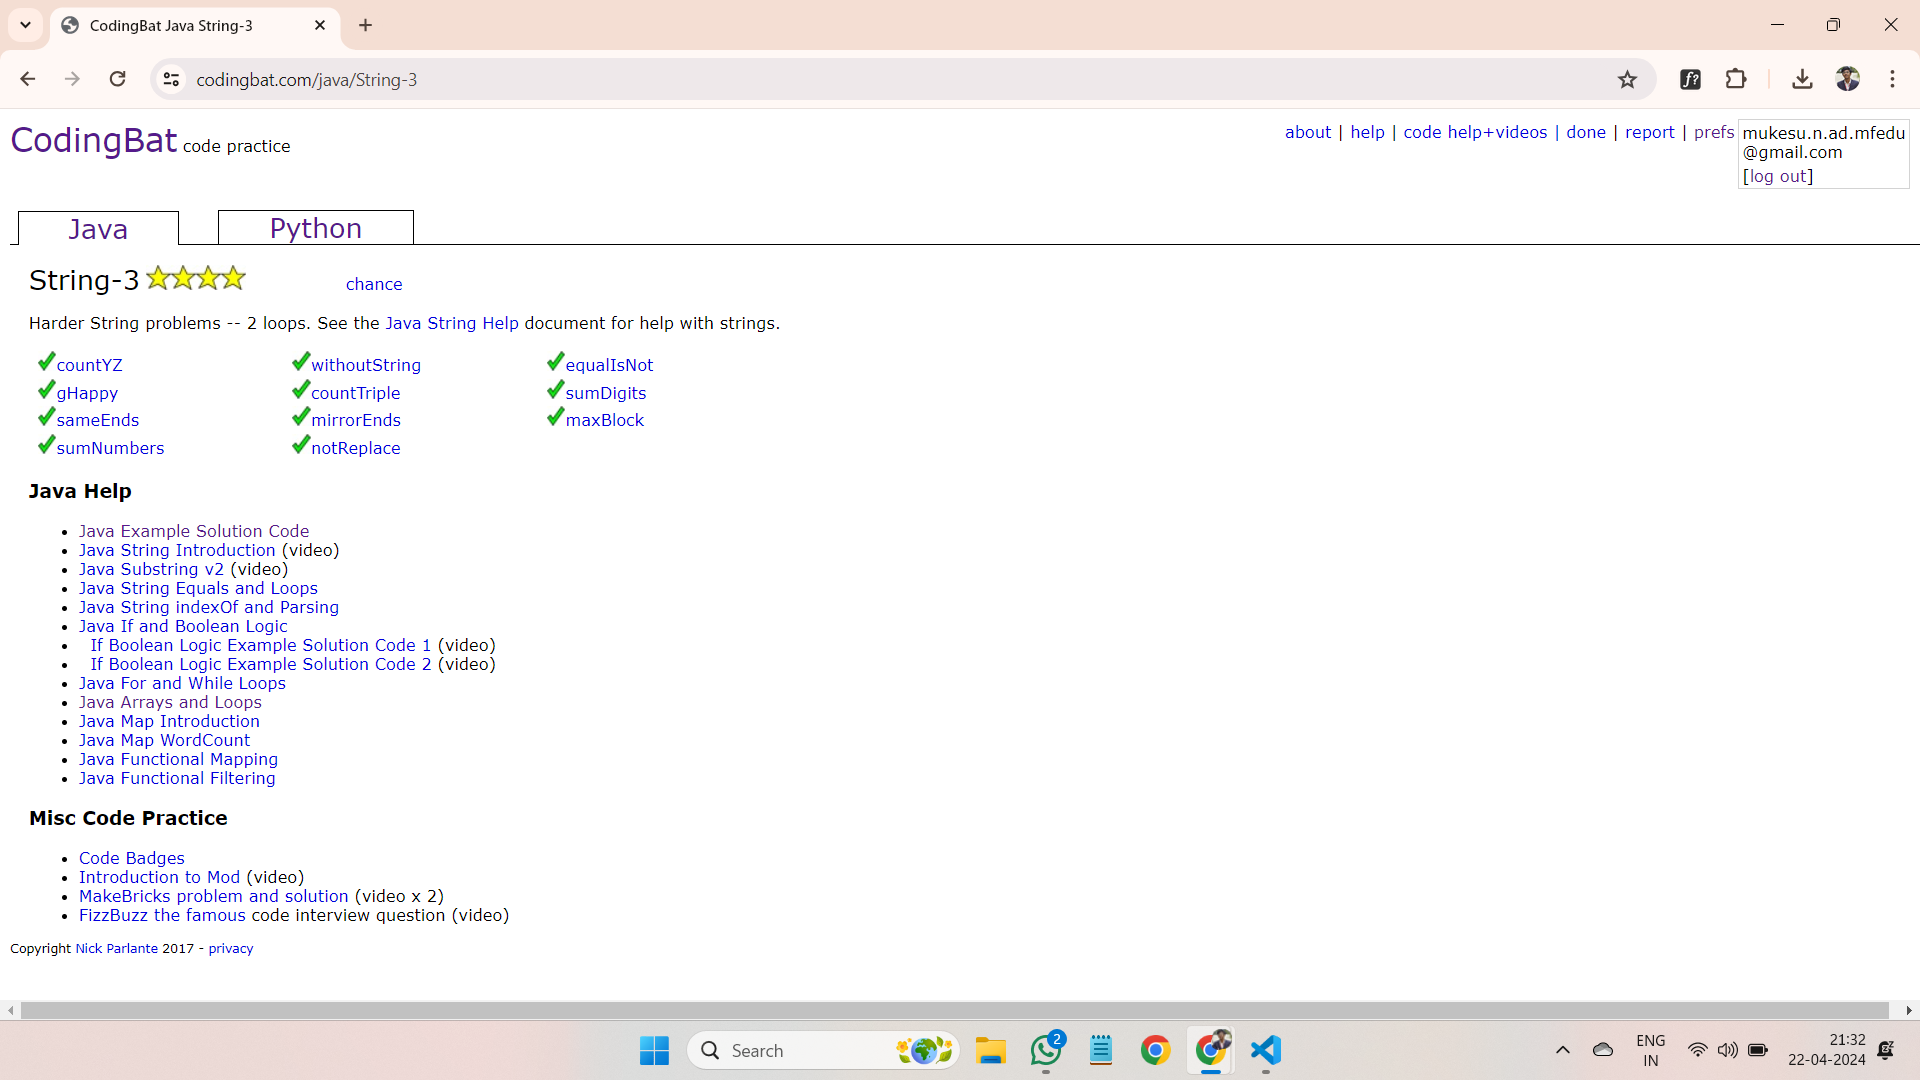 CodingBat Java String-3
codingbat.com/java/String-3
CodingBat code practice
about | help | code help+videos | done | report | prefs
mukesu.n.ad.mfedu
@gmail.com
[log out]
Java
Python
String-3
chance
Harder String problems -- 2 loops. See the Java String Help document for help with strings.
countYZ withoutString equalIsNot
gHappy countTriple sumDigits
sameEnds mirrorEnds maxBlock
sumNumbers notReplace
Java Help
Java Example Solution Code
Java String Introduction (video)
Java Substring v2 (video)
Java String Equals and Loops
Java String indexOf and Parsing
Java If and Boolean Logic
If Boolean Logic Example Solution Code 1 (video)
If Boolean Logic Example Solution Code 2 (video)
Java For and While Loops
Java Arrays and Loops
Java Map Introduction
Java Map WordCount
Java Functional Mapping
Java Functional Filtering
Misc Code Practice
Code Badges
Introduction to Mod (video)
MakeBricks problem and solution (video x 2)
FizzBuzz the famous code interview question (video)
Copyright Nick Parlante 2017 - privacy
Search
2
ENG
IN
21:32
22-04-2024